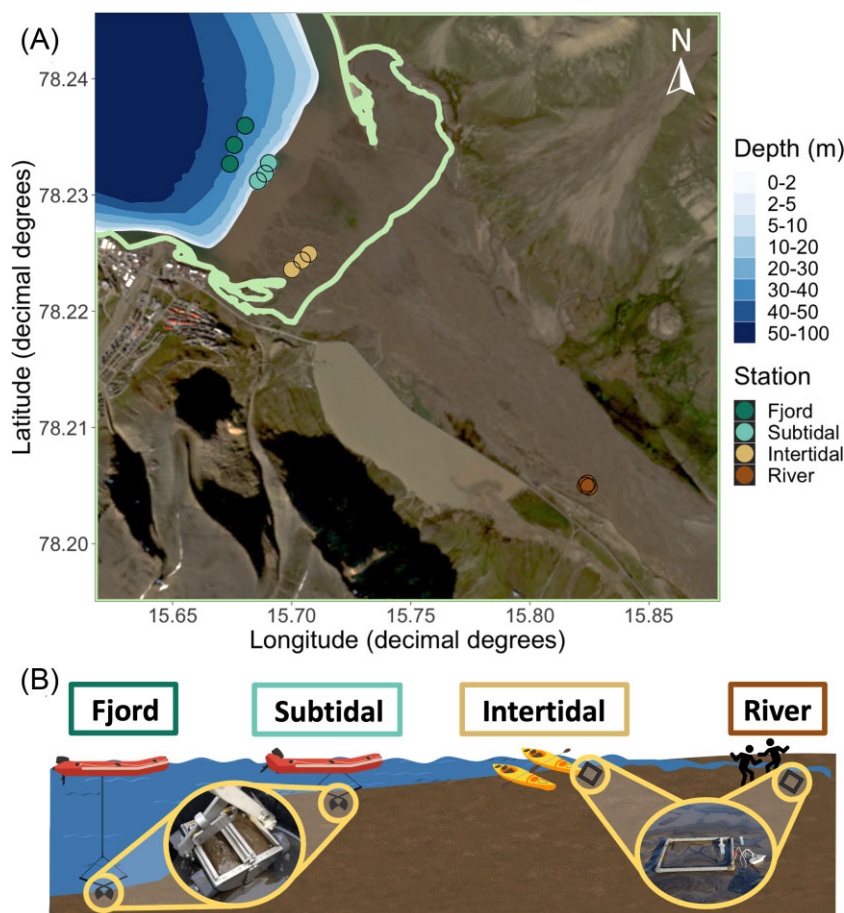 (A)
N
78.24
78.23
78.22
78.21
78.20
Latitude (decimal degrees)
15.65
15.70
15.75
15.80
15.85
Longitude (decimal degrees)
Depth (m)
0-2
2-5
5-10
10-20
20-30
30-40
40-50
50-100
Station
Fjord
Subtidal
Intertidal
River
(B)
Fjord
Subtidal
Intertidal
River